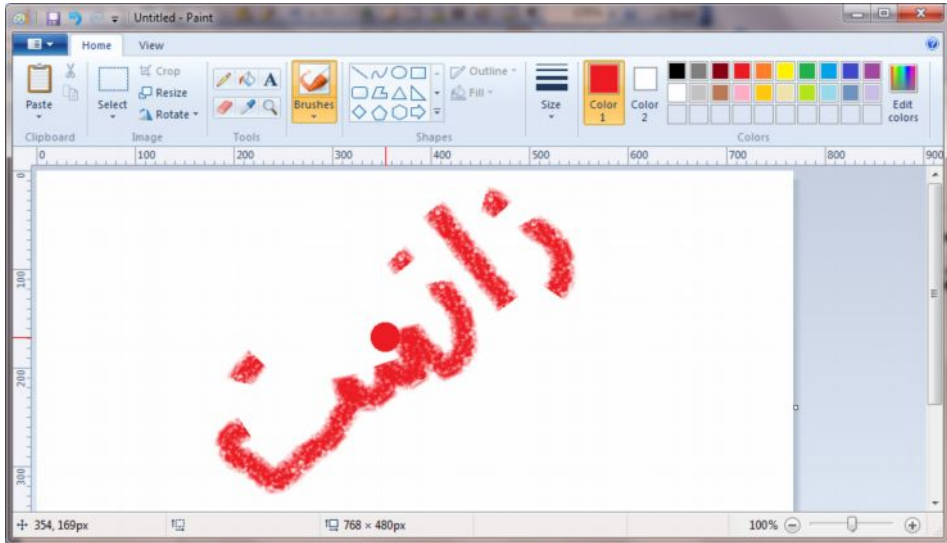 Untitled - Paint
Home View
Paste Select Crop Resize Rotate Brushes Outline Fill Size Color 1 Color 2 Edit colors
Clipboard Image Tools Shapes Colors
0 100 200 300 400 500 600 700 800 900
0
100
200
300
354, 169px 768 × 480px 100%